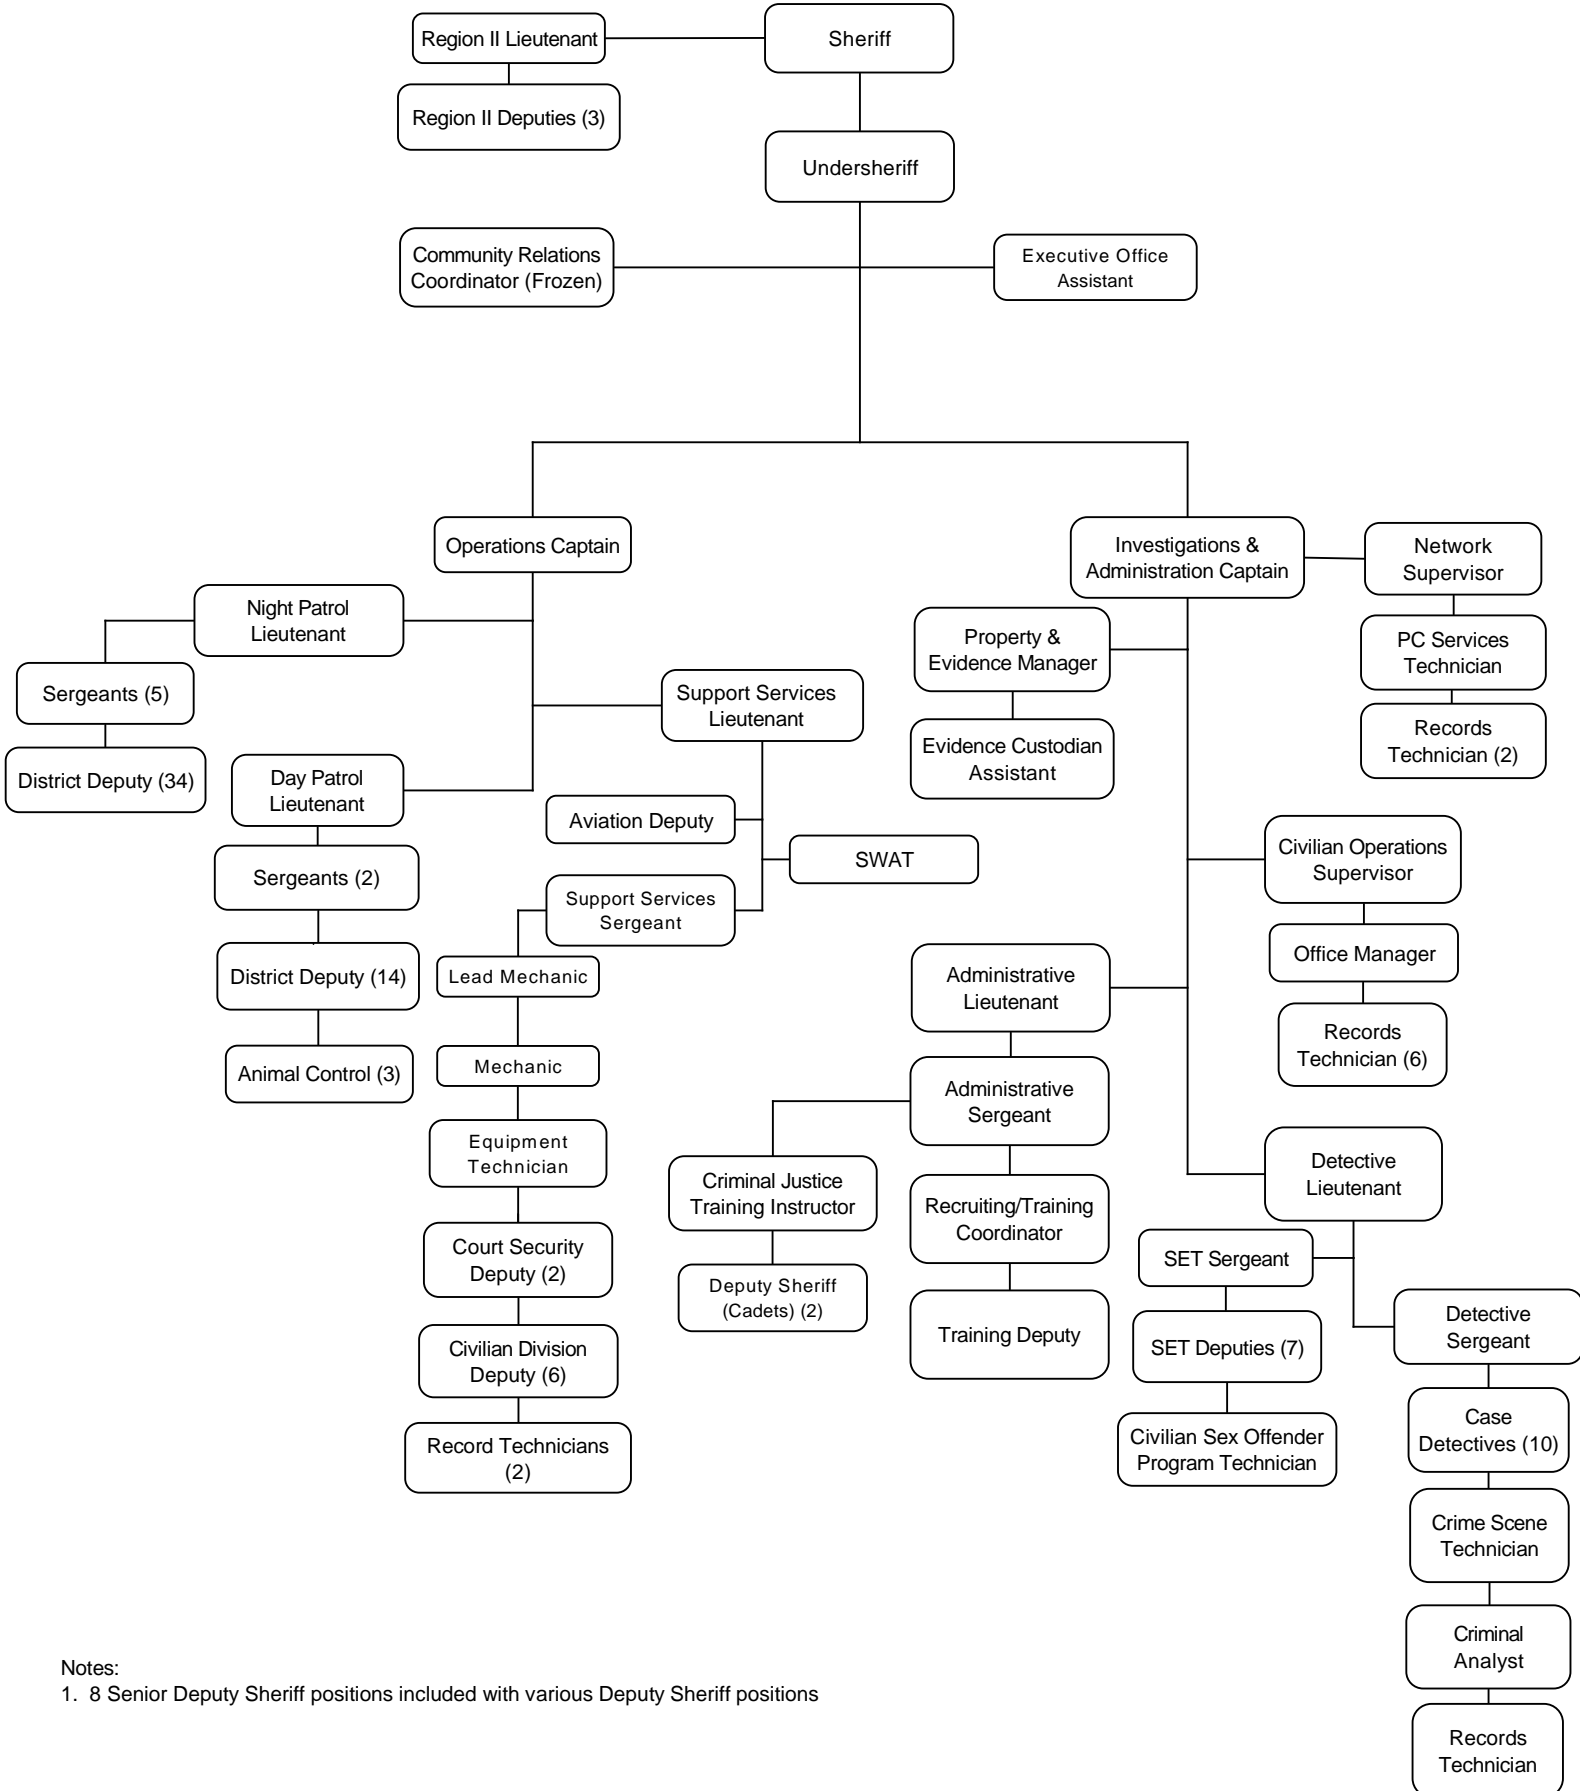 Region II Lieutenant
Sheriff
Region II Deputies (3)
Undersheriff
Community Relations
Coordinator (Frozen)
Executive Office
Assistant
Operations Captain
Investigations &
Administration Captain
Network
Supervisor
Night Patrol
Lieutenant
Property &
Evidence Manager
PC Services
Technician
Sergeants (5)
Support Services
Lieutenant
Evidence Custodian
Assistant
Records
Technician (2)
District Deputy (34)
Day Patrol
Lieutenant
Aviation Deputy
SWAT
Civilian Operations
Supervisor
Sergeants (2)
Support Services
Sergeant
Office Manager
District Deputy (14)
Lead Mechanic
Administrative
Lieutenant
Records
Technician (6)
Animal Control (3)
Mechanic
Administrative
Sergeant
Equipment
Technician
Criminal Justice
Training Instructor
Recruiting/Training
Coordinator
Detective
Lieutenant
Court Security
Deputy (2)
Deputy Sheriff
(Cadets) (2)
SET Sergeant
Civilian Division
Deputy (6)
Training Deputy
SET Deputies (7)
Detective
Sergeant
Record Technicians
(2)
Civilian Sex Offender
Program Technician
Case
Detectives (10)
Crime Scene
Technician
Criminal
Analyst
Records
Technician
Notes:
1. 8 Senior Deputy Sheriff positions included with various Deputy Sheriff positions